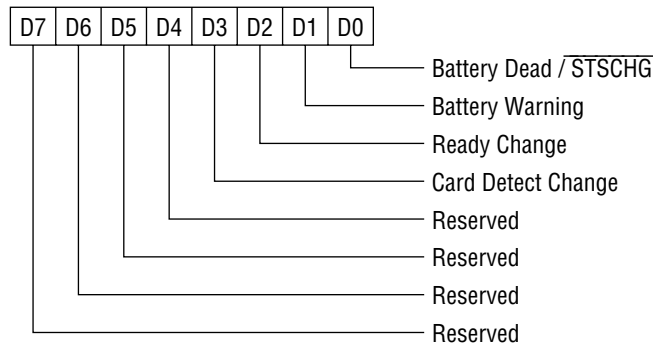 D7 D6 D5 D4 D3 D2 D1 D0
Battery Dead / STSCHG
Battery Warning
Ready Change
Card Detect Change
Reserved
Reserved
Reserved
Reserved